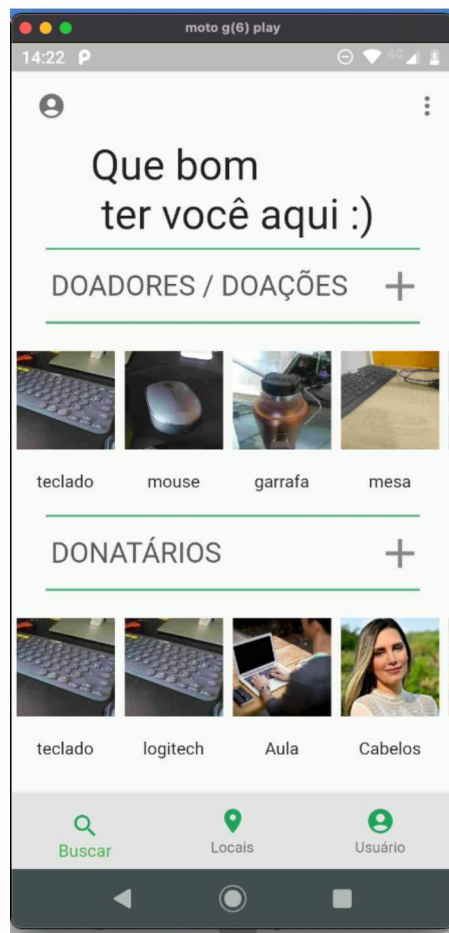 moto g(6) play
14:22
4G
Que bom
ter você aqui :)
DOADORES / DOAÇÕES
teclado mouse garrafa mesa
DONATÁRIOS
teclado logitech Aula Cabelos
Buscar Locais Usuário